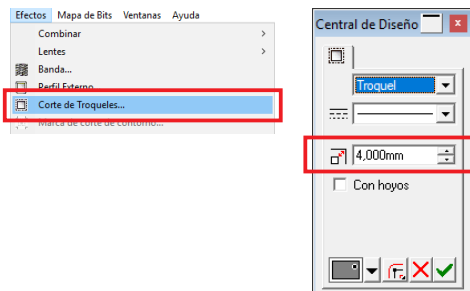 Efectos Mapa de Bits Ventanas Ayuda
Combinar
Lentes
Banda...
Perfil Externo
Corte de Troqueles...
Marca de corte de contorno...
Central de Diseño
Troquel
4,000mm
Con hoyos